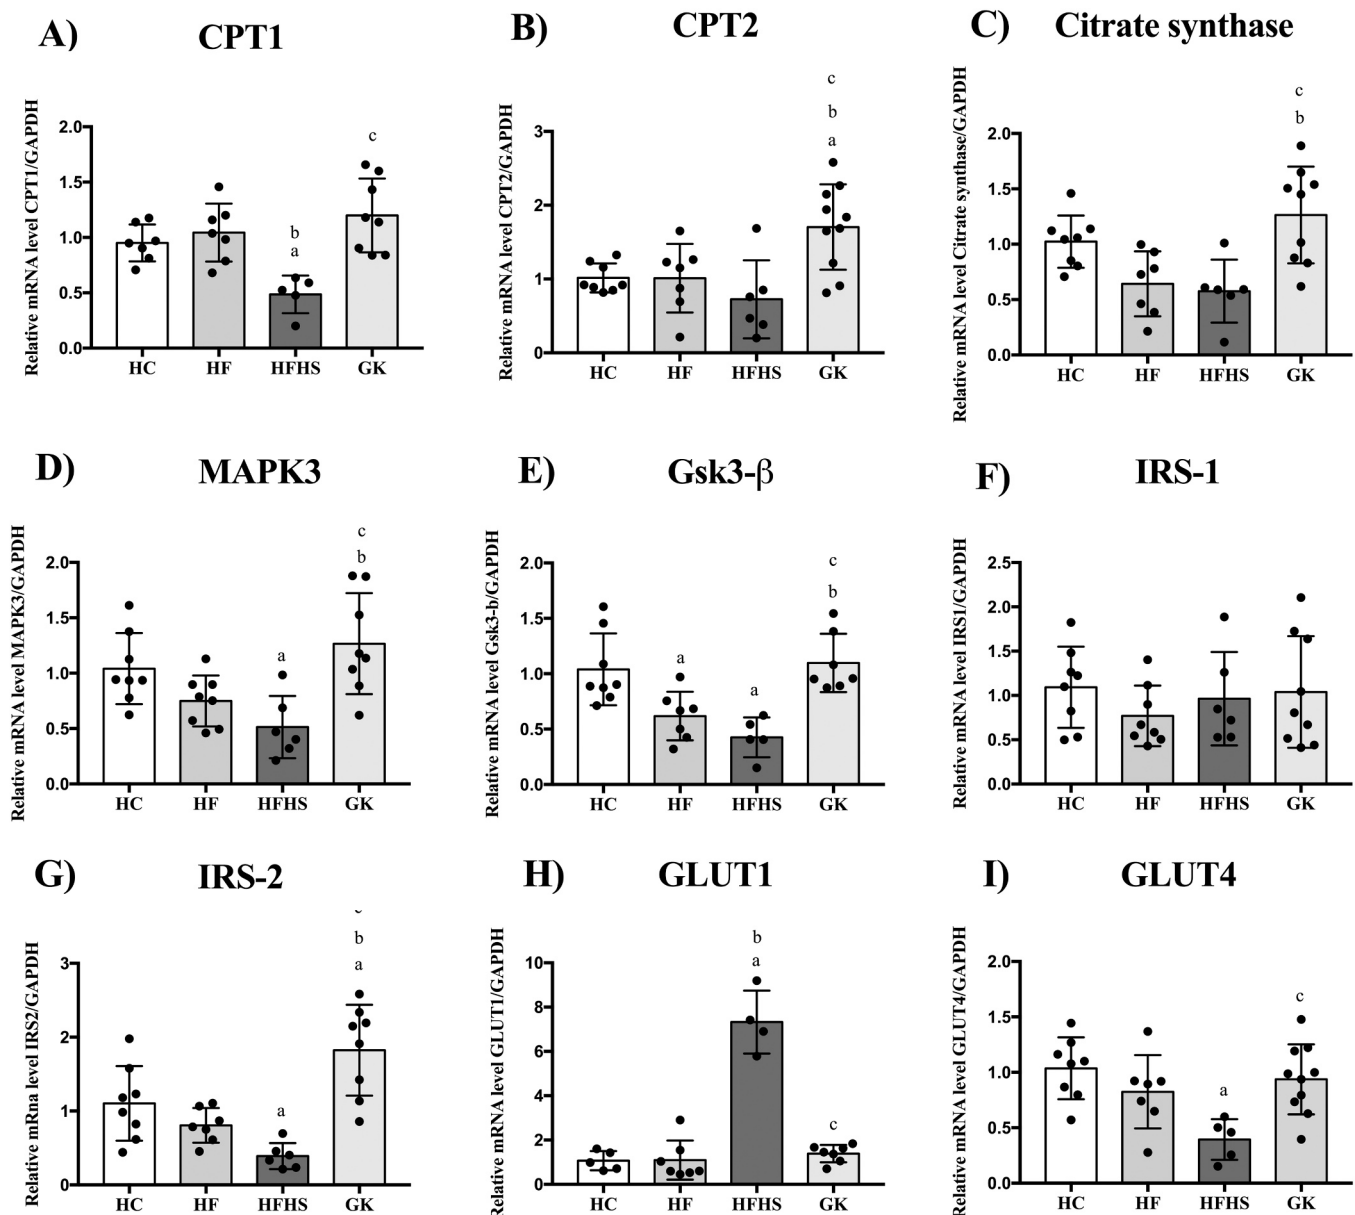 A) CPT1
Relative mRNA level CPT1/GAPDH
2.0
1.5
1.0
0.5
0.0
b
a
c
HC HF HFHS GK
B) CPT2
Relative mRNA level CPT2/GAPDH
3
2
1
0
c
b
a
HC HF HFHS GK
C) Citrate synthase
Relative mRNA level Citrate synthase/GAPDH
2.0
1.5
1.0
0.5
0.0
c
b
HC HF HFHS GK
D) MAPK3
Relative mRNA level MAPK3/GAPDH
2.0
1.5
1.0
0.5
0.0
a
c
b
HC HF HFHS GK
E) Gsk3-β
Relative mRNA level Gsk3-b/GAPDH
2.0
1.5
1.0
0.5
0.0
a
a
c
b
HC HF HFHS GK
F) IRS-1
Relative mRNA level IRS1/GAPDH
2.5
2.0
1.5
1.0
0.5
0.0
HC HF HFHS GK
G) IRS-2
Relative mRna level IRS2/GAPDH
3
2
1
0
a
b
a
HC HF HFHS GK
H) GLUT1
Relative mRNA level GLUT1/GAPDH
10
8
6
4
2
0
b
a
c
HC HF HFHS GK
I) GLUT4
Relative mRNA level GLUT4/GAPDH
2.0
1.5
1.0
0.5
0.0
a
c
HC HF HFHS GK